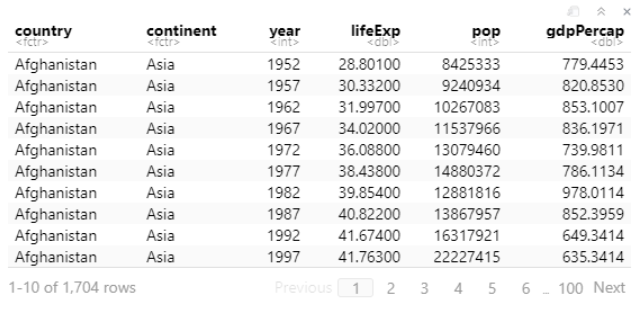 country continent year lifeExp pop gdpPercap
<fctr> <fctr> <int> <dbl> <int> <dbl>
Afghanistan Asia 1952 28.80100 8425333 779.4453
Afghanistan Asia 1957 30.33200 9240934 820.8530
Afghanistan Asia 1962 31.99700 10267083 853.1007
Afghanistan Asia 1967 34.02000 11537966 836.1971
Afghanistan Asia 1972 36.08800 13079460 739.9811
Afghanistan Asia 1977 38.43800 14880372 786.1134
Afghanistan Asia 1982 39.85400 12881816 978.0114
Afghanistan Asia 1987 40.82200 13867957 852.3959
Afghanistan Asia 1992 41.67400 16317921 649.3414
Afghanistan Asia 1997 41.76300 22227415 635.3414
1-10 of 1,704 rows Previous 1 2 3 4 5 6 ... 100 Next